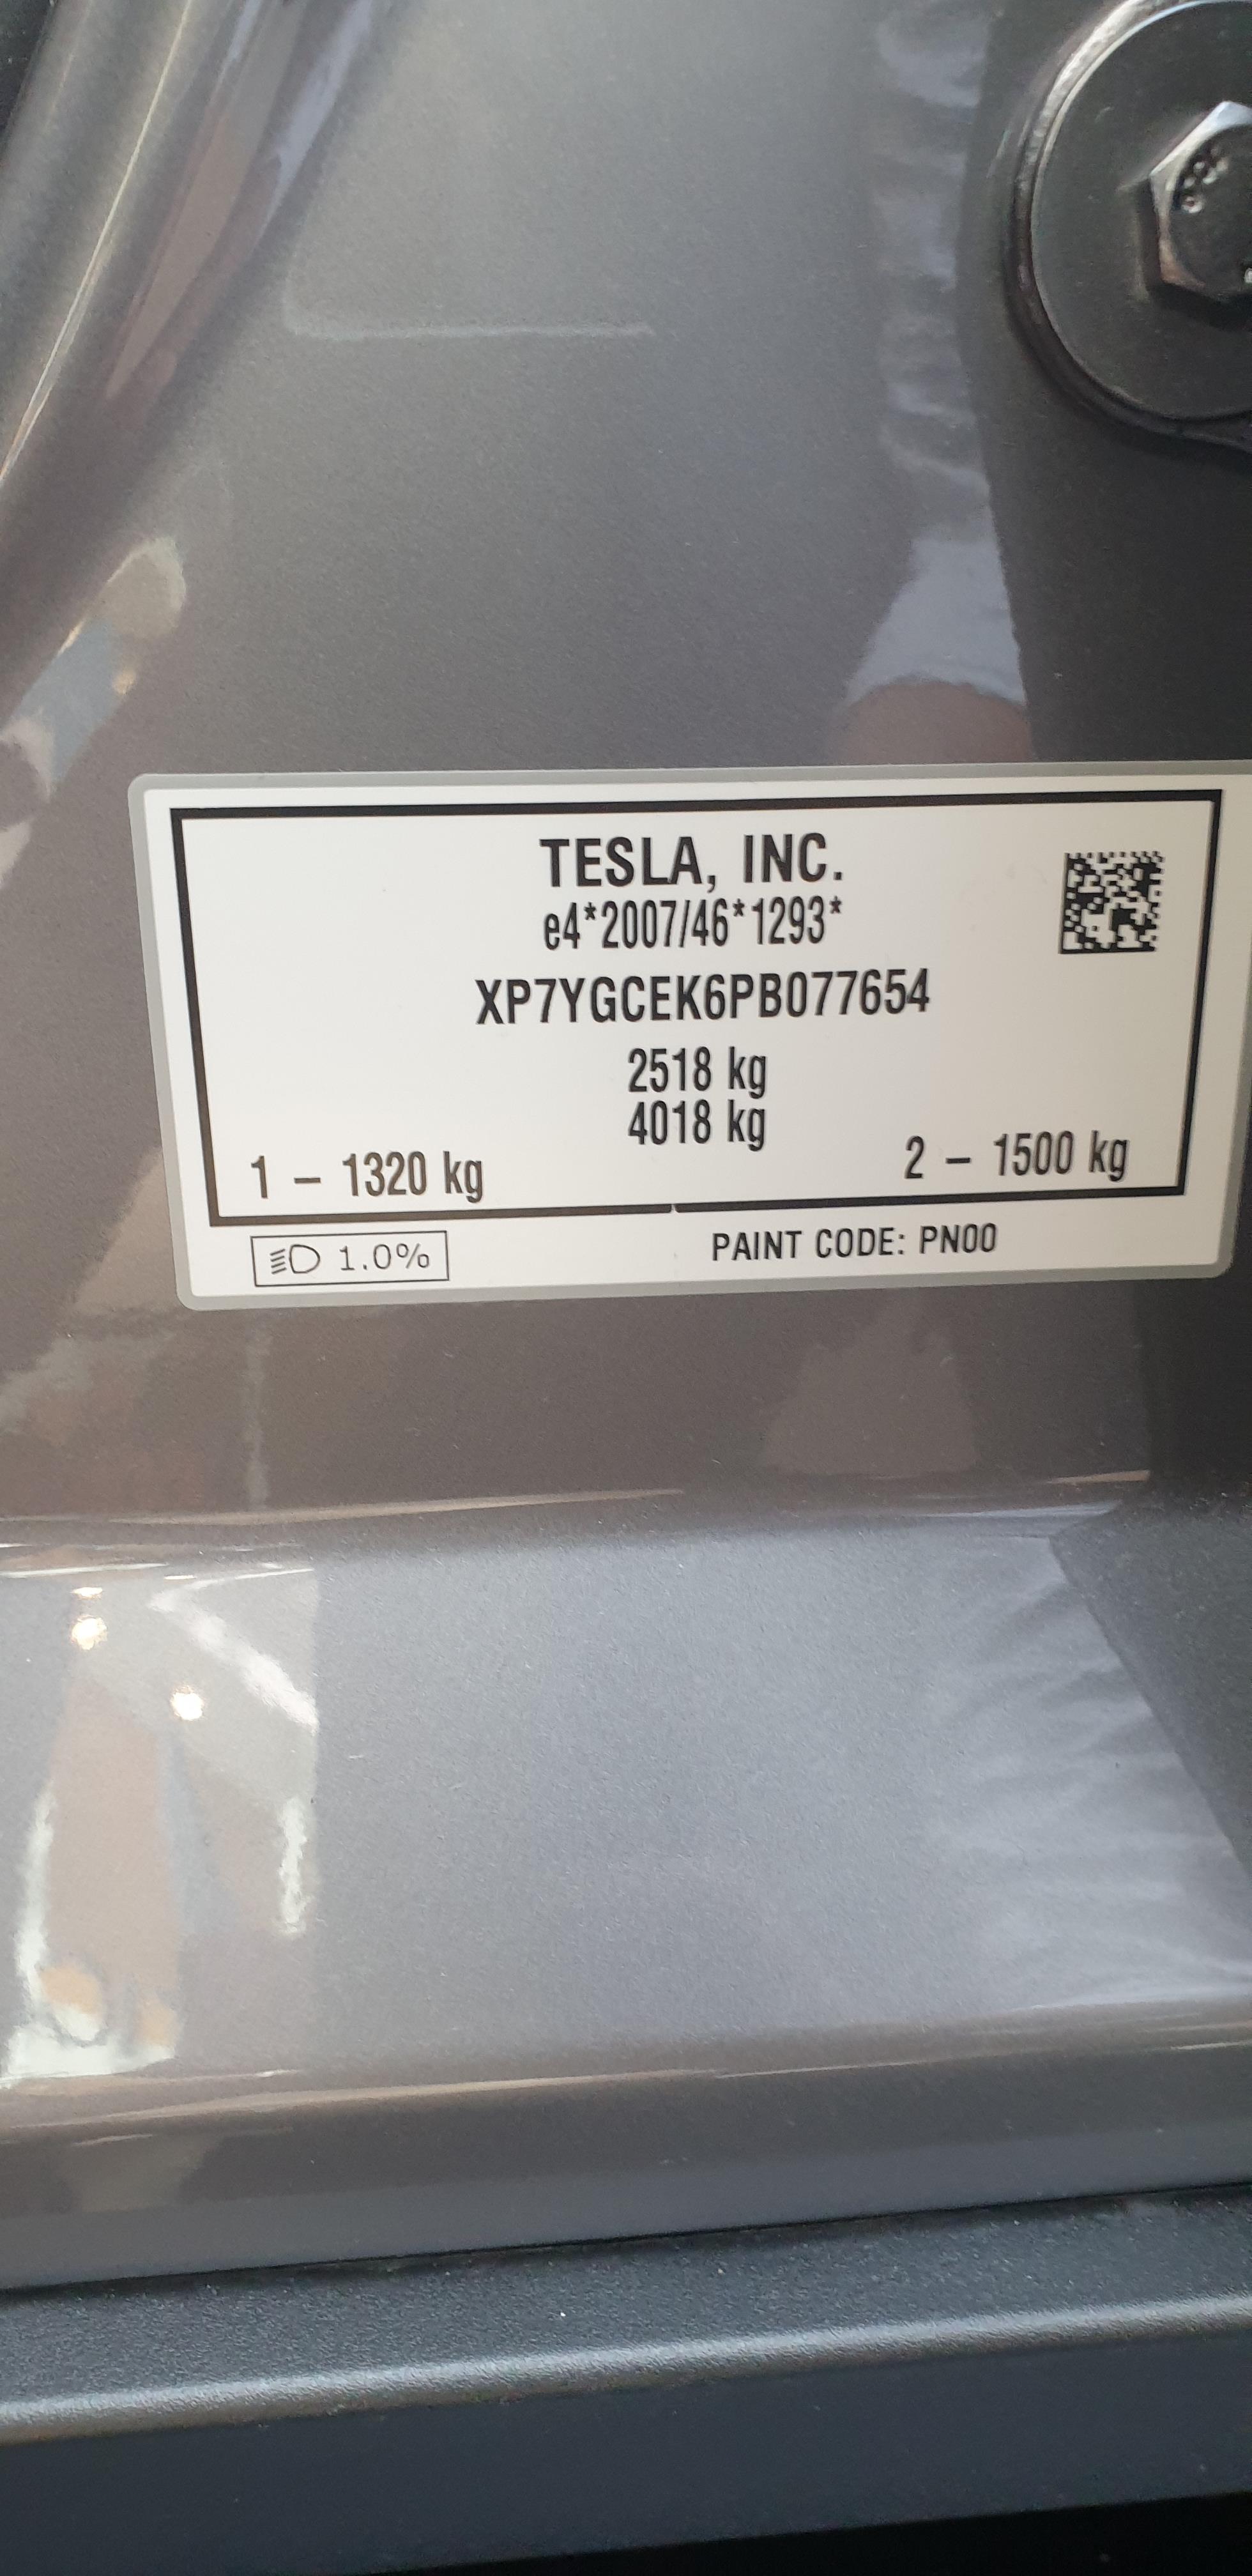 TESLA, INC.
e4*2007/46*1293*
XP7YGCEK6PB077654
2518 kg
4018 kg
1 – 1320 kg
2 – 1500 kg
1.0%
PAINT CODE: PN00